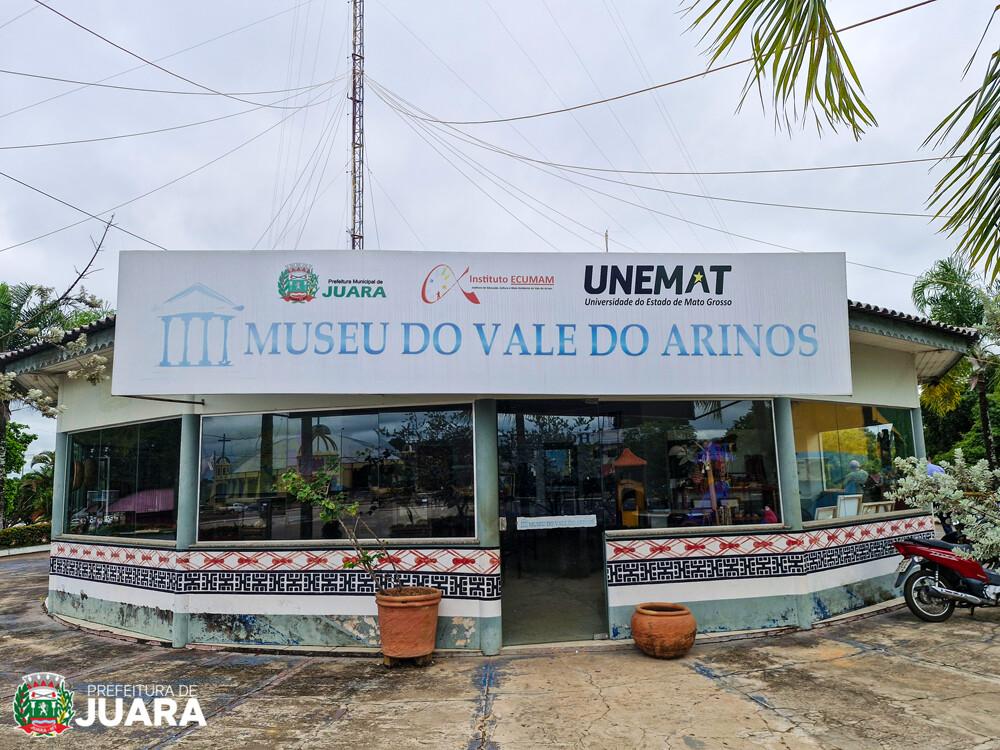 Prefeitura Municipal de
JUARA
Instituto ECUMAM
UNEMAT
Universidade do Estado de Mato Grosso
MUSEU DO VALE DO ARINOS
MUSEU DO VALE DO ARINOS
PREFEITURA DE
JUARA